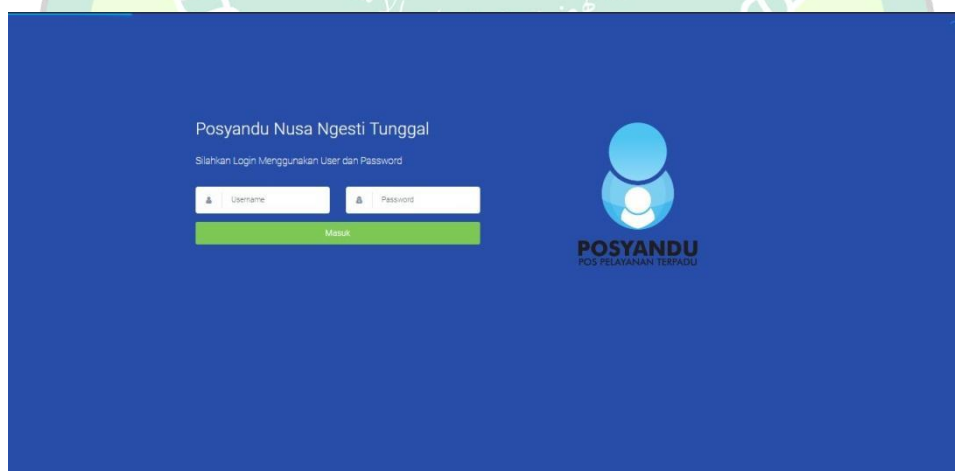 Posyandu Nusa Ngesti Tunggal
Silahkan Login Menggunakan User dan Password
Username
Password
Masuk
POSYANDU
POS PELAYANAN TERPADU